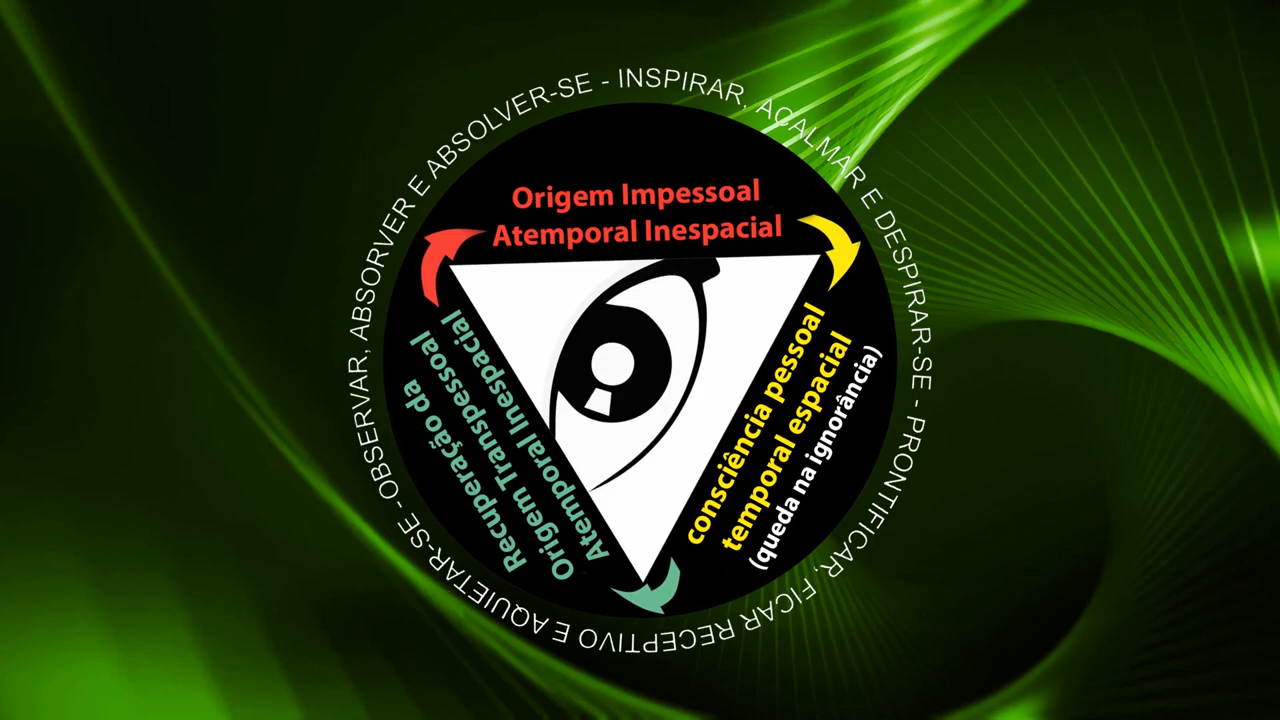 INSPIRAR, ACALMAR E DESPIRAR-SE - PRONTIFICAR, FICAR RECEPTIVO E AQUIETAR-SE - OBSERVAR, ABSORVER E ABSOLVER-SE -
Origem Impessoal
Atemporal Inespacial
consciência pessoal
temporal espacial
(queda na ignorância)
Recuperação da
Origem Transpessoal
Atemporal Inespacial